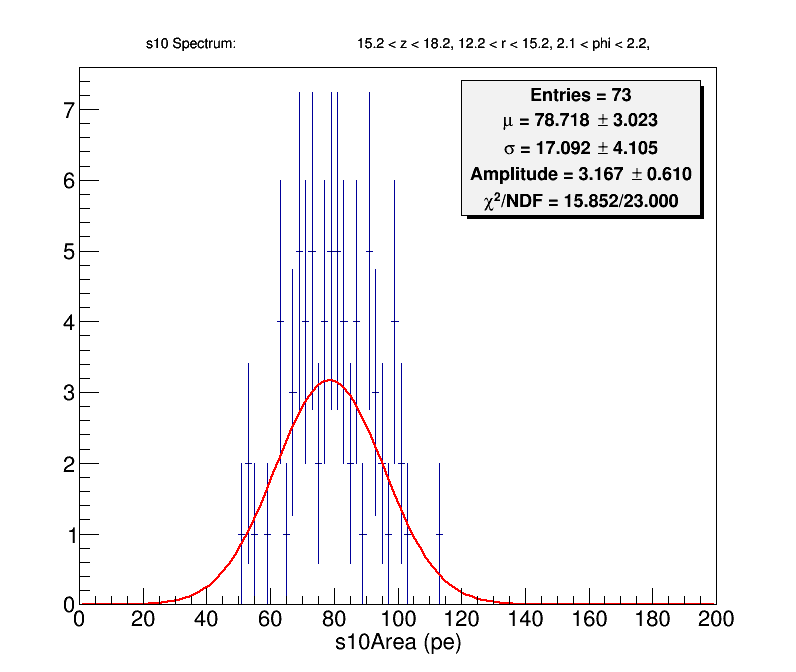 s10 Spectrum: 15.2 < z < 18.2, 12.2 < r < 15.2, 2.1 < phi < 2.2,
Entries = 73
μ = 78.718 ± 3.023
σ = 17.092 ± 4.105
Amplitude = 3.167 ± 0.610
χ²/NDF = 15.852/23.000
7
6
5
4
3
2
1
0
0 20 40 60 80 100 120 140 160 180 200
s10Area (pe)